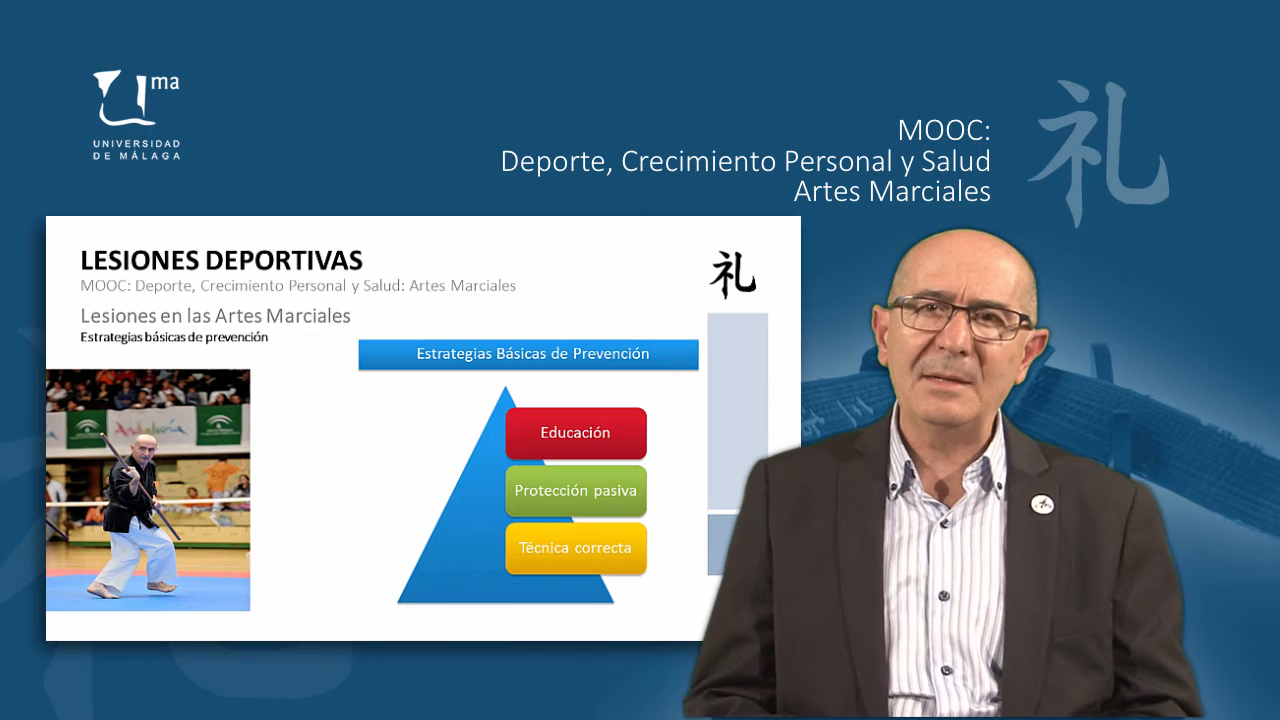 ma
UNIVERSIDAD
DE MÁLAGA
MOOC:
Deporte, Crecimiento Personal y Salud
Artes Marciales
礼
LESIONES DEPORTIVAS
MOOC: Deporte, Crecimiento Personal y Salud: Artes Marciales
礼
Lesiones en las Artes Marciales
Estrategias básicas de prevención
Estrategias Básicas de Prevención
Educación
Protección pasiva
Técnica correcta
Andalucía